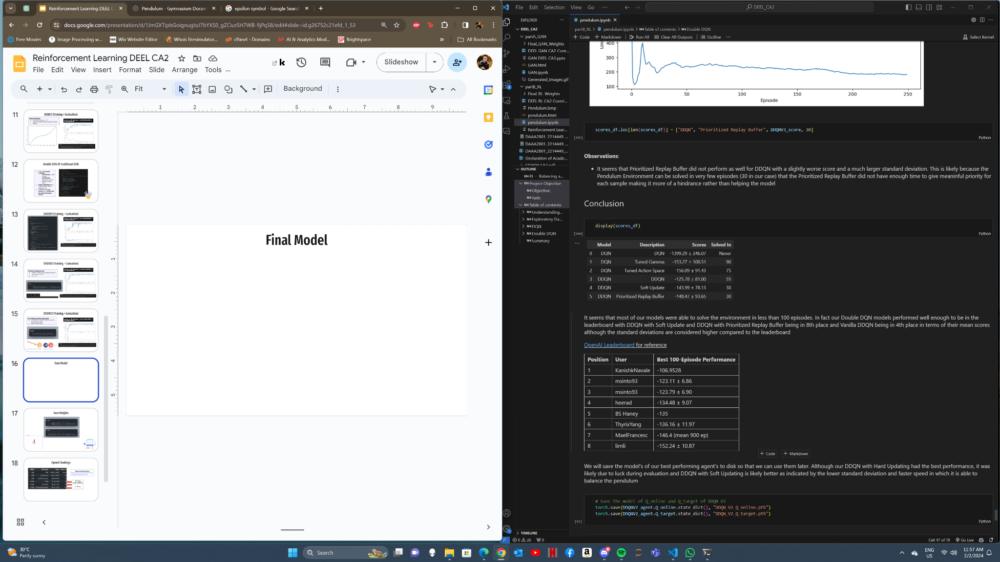 Reinforcement Learning DEEL C
Pendulum - Gymnasium Docum
epsilon symbol - Google Search
docs.google.com/presentation/d/1JmGXTipbGoignugIoJ7bYXS0_gZCiurSH7WB-9jPqS8/edit#slide=id.g26752c21efd_1_53
Free Movies
Image Processing w...
Wix Website Editor
Whois firesimulator...
cPanel - Domains
AI & Analytics Mod...
Brightspace
All Bookmarks
Reinforcement Learning DEEL CA2
File Edit View Insert Format Slide Arrange Tools ...
Slideshow
Fit
Background
1 2 3 4 5 6 7 8 9
11
DQNV3 (Training + Evaluation)
12
Double DQN VS Traditional DQN
13
DDQNV1 (Training + Evaluation)
14
DDQNV2 (Training + Evaluation)
15
DDQNV3 (Training + Evaluation)
16
Final Model
17
Save Weights
18
OpenAI Rankings
1
2
3
4
5
Final Model
File Edit Selection View Go ...
DEEL_CA2
EXPLORER
DEEL_CA2
partA_GAN
Final_GAN_Weights
DEEL GAN CA2 Cont...
GAN DEEL CA2.pptx
GAN.html
GAN.ipynb
Generated_Images.gif
partB_RL
Final_RL_Weights
DEEL RL CA2 Contri...
Pendulum.bmp
pendulum.html
pendulum.ipynb
Reinforcement Lear...
DAAA2B01_2214449_...
DAAA2B01_2214449_...
DAAA2B01_2214449_...
Declaration of Acade...
ST1504 CA2.pdf
OUTLINE
RL - Balancing a...
Project Objective
Objective:
Task:
Table of contents
Understanding...
Exploratory Da...
DQN
Double DQN
Summary
TIMELINE
pendulum.ipynb
partB_RL > pendulum.ipynb > Table of contents > Double DQN
+ Code + Markdown Run All Clear All Outputs Outline ...
Select Kernel
400
300
200
100
0 50 100 150 200 250
Episode
scores_df.loc[len(scores_df)] = ["DDQN", "Prioritized Replay Buffer", DDQNV3_score, 30]
[102]
Python
Observations:
• It seems that Prioritized Replay Buffer did not perform as well for DDQN with a slightly worse score and a much larger standard deviation. This is likely because the
Pendulum Environment can be solved in very few episodes (30 in our case) that the Prioritized Replay Buffer did not have enough time to give meaninful priority for
each sample making it more of a hindrance rather than helping the model
Conclusion
display(scores_df)
[104]
Python
Model Description Scores Solved In
0 DQN DQN -1399.29 ± 246.07 Never
1 DQN Tuned Gamma -153.27 ± 100.51 90
2 DQN Tuned Action Space -156.09 ± 91.43 75
3 DDQN DDQN -125.78 ± 81.00 55
4 DDQN Soft Update -143.99 ± 78.13 30
5 DDQN Prioritized Replay Buffer -148.47 ± 93.65 30
It seems that most of our models were able to solve the environment in less than 100 episodes. In fact our Double DQN models performed well enough to be in the
leaderboard with DDQN with Soft Update and DDQN with Prioritized Replay Buffer being in 8th place and Vanilla DDQN being in 4th place in terms of their mean scores
although the standard deviations are considered higher compared to the leaderboard
OpenAI Leaderboard for reference
Position User Best 100-Episode Performance
1 KanishkNavale -106.9528
2 msinto93 -123.11 ± 6.86
3 msinto93 -123.79 ± 6.90
4 heerad -134.48 ± 9.07
5 BS Haney -135
6 ThyrixYang -136.16 ± 11.97
7 MaelFrancesc -146.4 (mean 900 ep)
8 lirnli -152.24 ± 10.87
+ Code + Markdown
We will save the model's of our best performing agent's to disk so that we can use them later. Although our DDQN with Hard Updating had the best performance, it was
likely due to luck during evaluation and DDQN with Soft Updating is likely better as indicated by the lower standard deviation and faster speed in which it is able to
balance the pendulum
# Save the model of Q_online and Q_target of DDQN V2
torch.save(DDQNV2_agent.Q_online.state_dict(), "DDQN_V2_Q_online.pth")
torch.save(DDQNV2_agent.Q_target.state_dict(), "DDQN_V2_Q_target.pth")
[93]
Python
0 26 0
Cell 47 of 78 Go Live
30°C
Partly sunny
Search
ENG
US
11:57 AM
2/2/2024